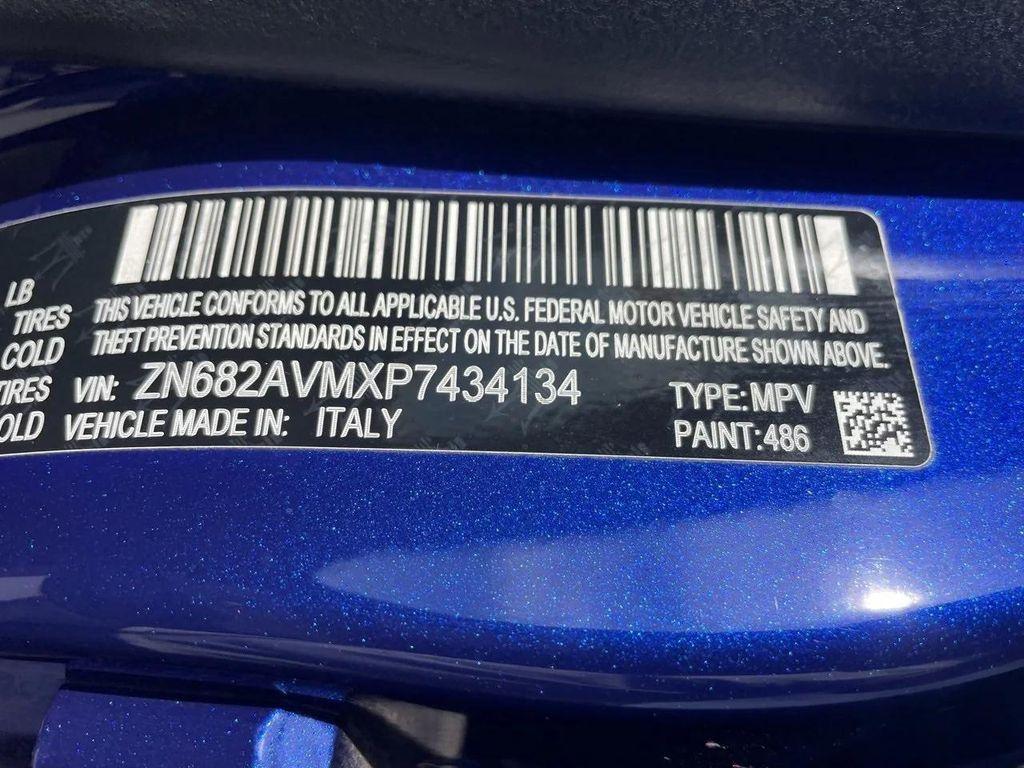 LB
TIRES THIS VEHICLE CONFORMS TO ALL APPLICABLE U.S. FEDERAL MOTOR VEHICLE SAFETY AND
COLD THEFT PREVENTION STANDARDS IN EFFECT ON THE DATE OF MANUFACTURE SHOWN ABOVE.
TIRES VIN: ZN682AVMXP7434134 TYPE: MPV
OLD VEHICLE MADE IN: ITALY PAINT: 486